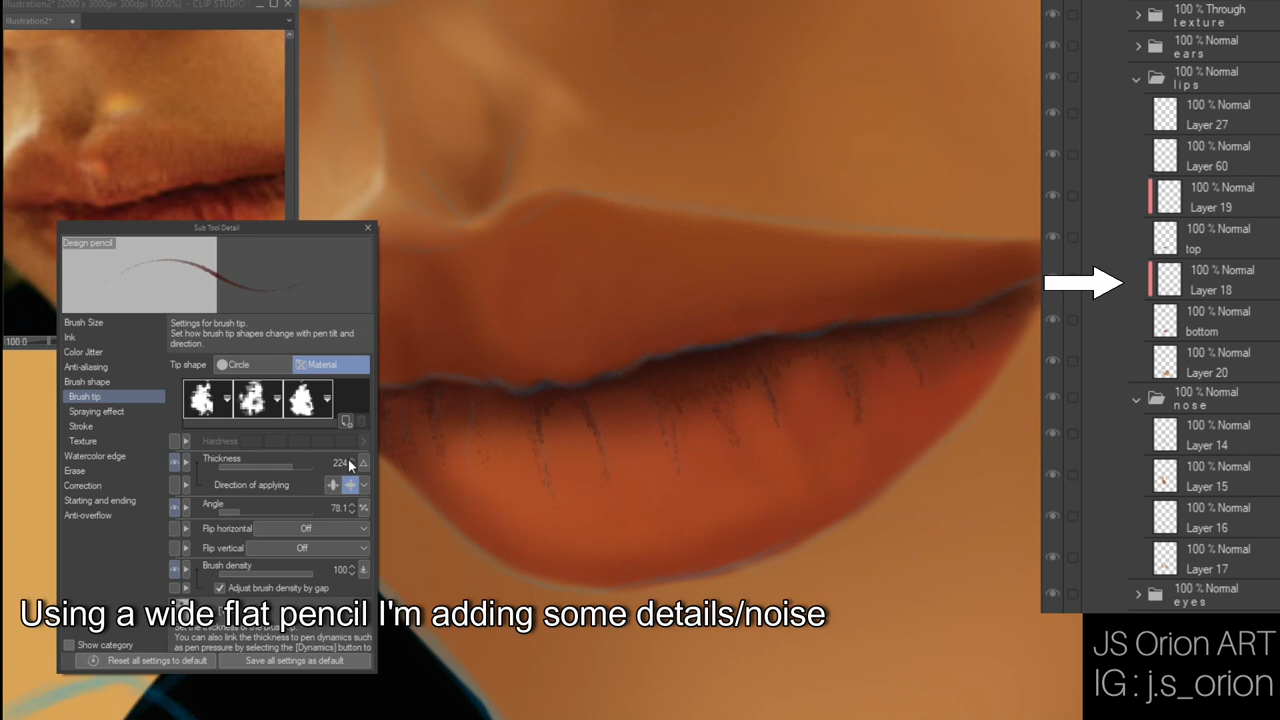 Illustration2* (2000 x 3000px 300dpi 100.0%) - CLIP STUDIO
Illustration2*
100.0
Sub Tool Detail
Design pencil
Brush Size
Ink
Color Jitter
Anti-aliasing
Brush shape
Brush tip
Spraying effect
Stroke
Texture
Watercolor edge
Erase
Correction
Starting and ending
Anti-overflow
Settings for brush tip.
Set how brush tip shapes change with pen tilt and
direction.
Tip shape
Circle
Material
Hardness
Thickness
224
Direction of applying
Angle
78.1
Flip horizontal
Off
Flip vertical
Off
Brush density
100
Adjust brush density by gap
You can also link the thickness to pen dynamics such
as pen pressure by selecting the [Dynamics] button to
Show category
Reset all settings to default
Save all settings as default
Using a wide flat pencil I'm adding some details/noise
100 % Through
texture
100 % Normal
ears
100 % Normal
lips
100 % Normal
Layer 27
100 % Normal
Layer 60
100 % Normal
Layer 19
100 % Normal
top
100 % Normal
Layer 18
100 % Normal
bottom
100 % Normal
Layer 20
100 % Normal
nose
100 % Normal
Layer 14
100 % Normal
Layer 15
100 % Normal
Layer 16
100 % Normal
Layer 17
100 % Normal
eyes
JS Orion ART
IG : j.s_orion